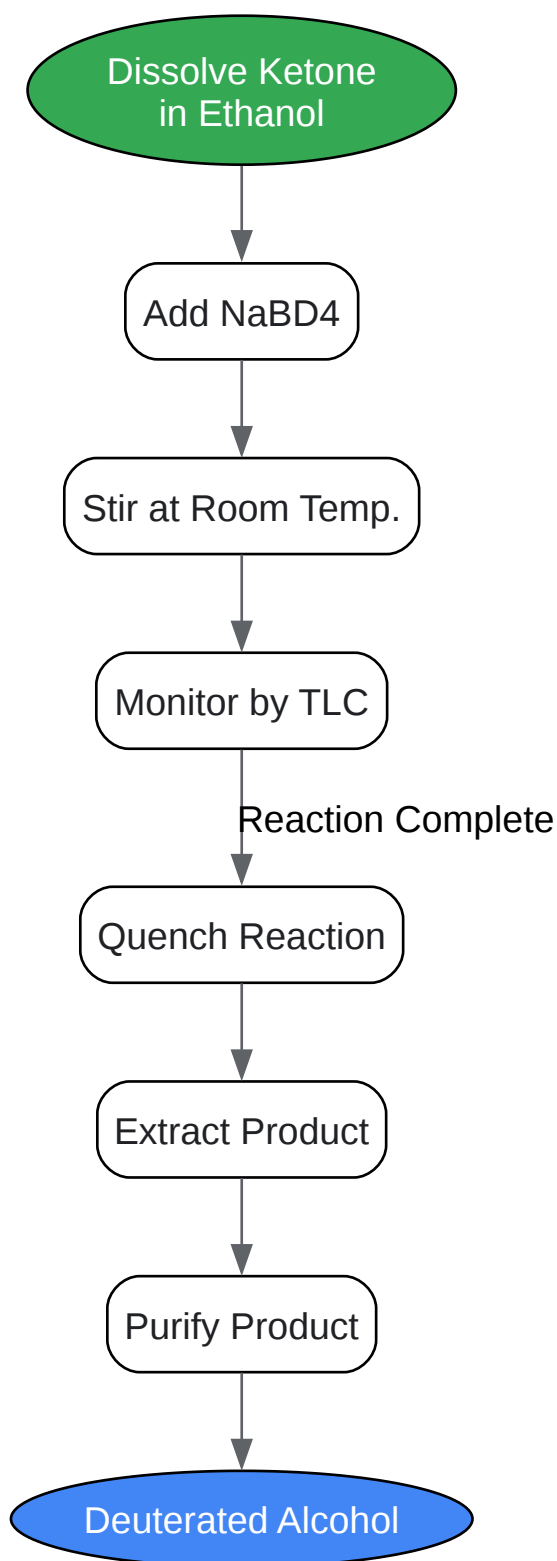 Dissolve Ketone
in Ethanol
Add NaBD4
Stir at Room Temp.
Monitor by TLC
Reaction Complete
Quench Reaction
Extract Product
Purify Product
Deuterated Alcohol